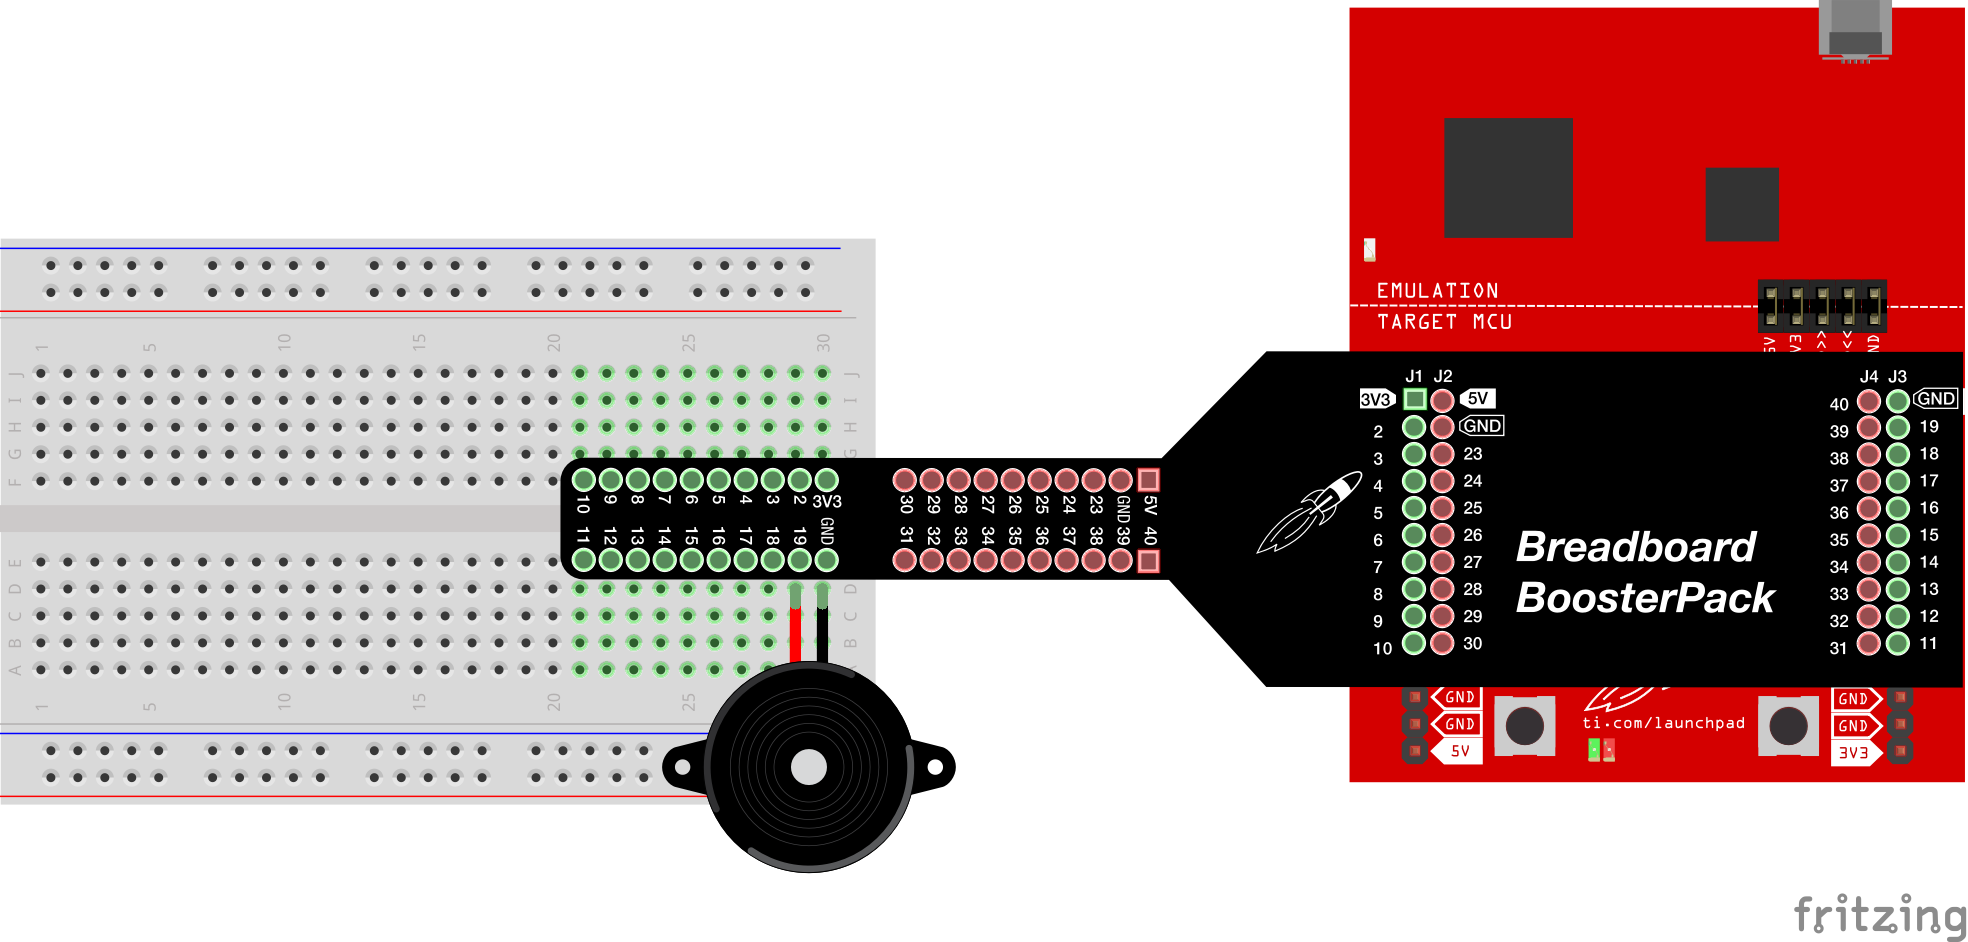 EMULATION
TARGET MCU
5V
GND
1 5 10 15 20 25 30
J J
I I
H H
G G
F
10 9 8 7 6 5 4 3 2 3V3
11 12 13 14 15 16 17 18 19 GND
30 29 28 27 26 25 24 23 GND 5V
31 32 33 34 35 36 37 38 39 40
E
D D
C C
B B
A
1 5 10 15 20 25
J1 J2
3V3 5V
2 GND
3 23
4 24
5 25
6 26
7 27
8 28
9 29
10 30
Breadboard
BoosterPack
J4 J3
40 GND
39 19
38 18
37 17
36 16
35 15
34 14
33 13
32 12
31 11
GND
GND
5V
ti.com/launchpad
GND
GND
3V3
fritzing